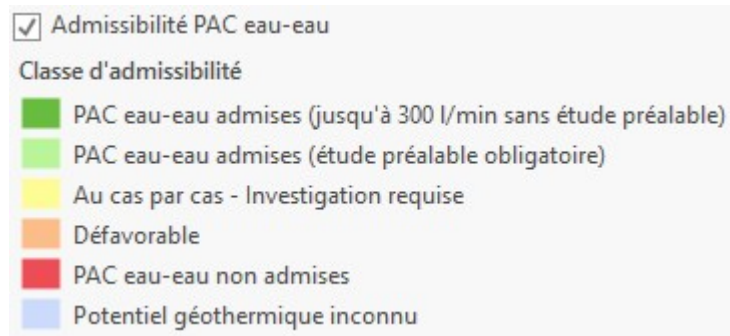 Admissibilité PAC eau-eau
Classe d'admissibilité
PAC eau-eau admises (jusqu'à 300 l/min sans étude préalable)
PAC eau-eau admises (étude préalable obligatoire)
Au cas par cas - Investigation requise
Défavorable
PAC eau-eau non admises
Potentiel géothermique inconnu